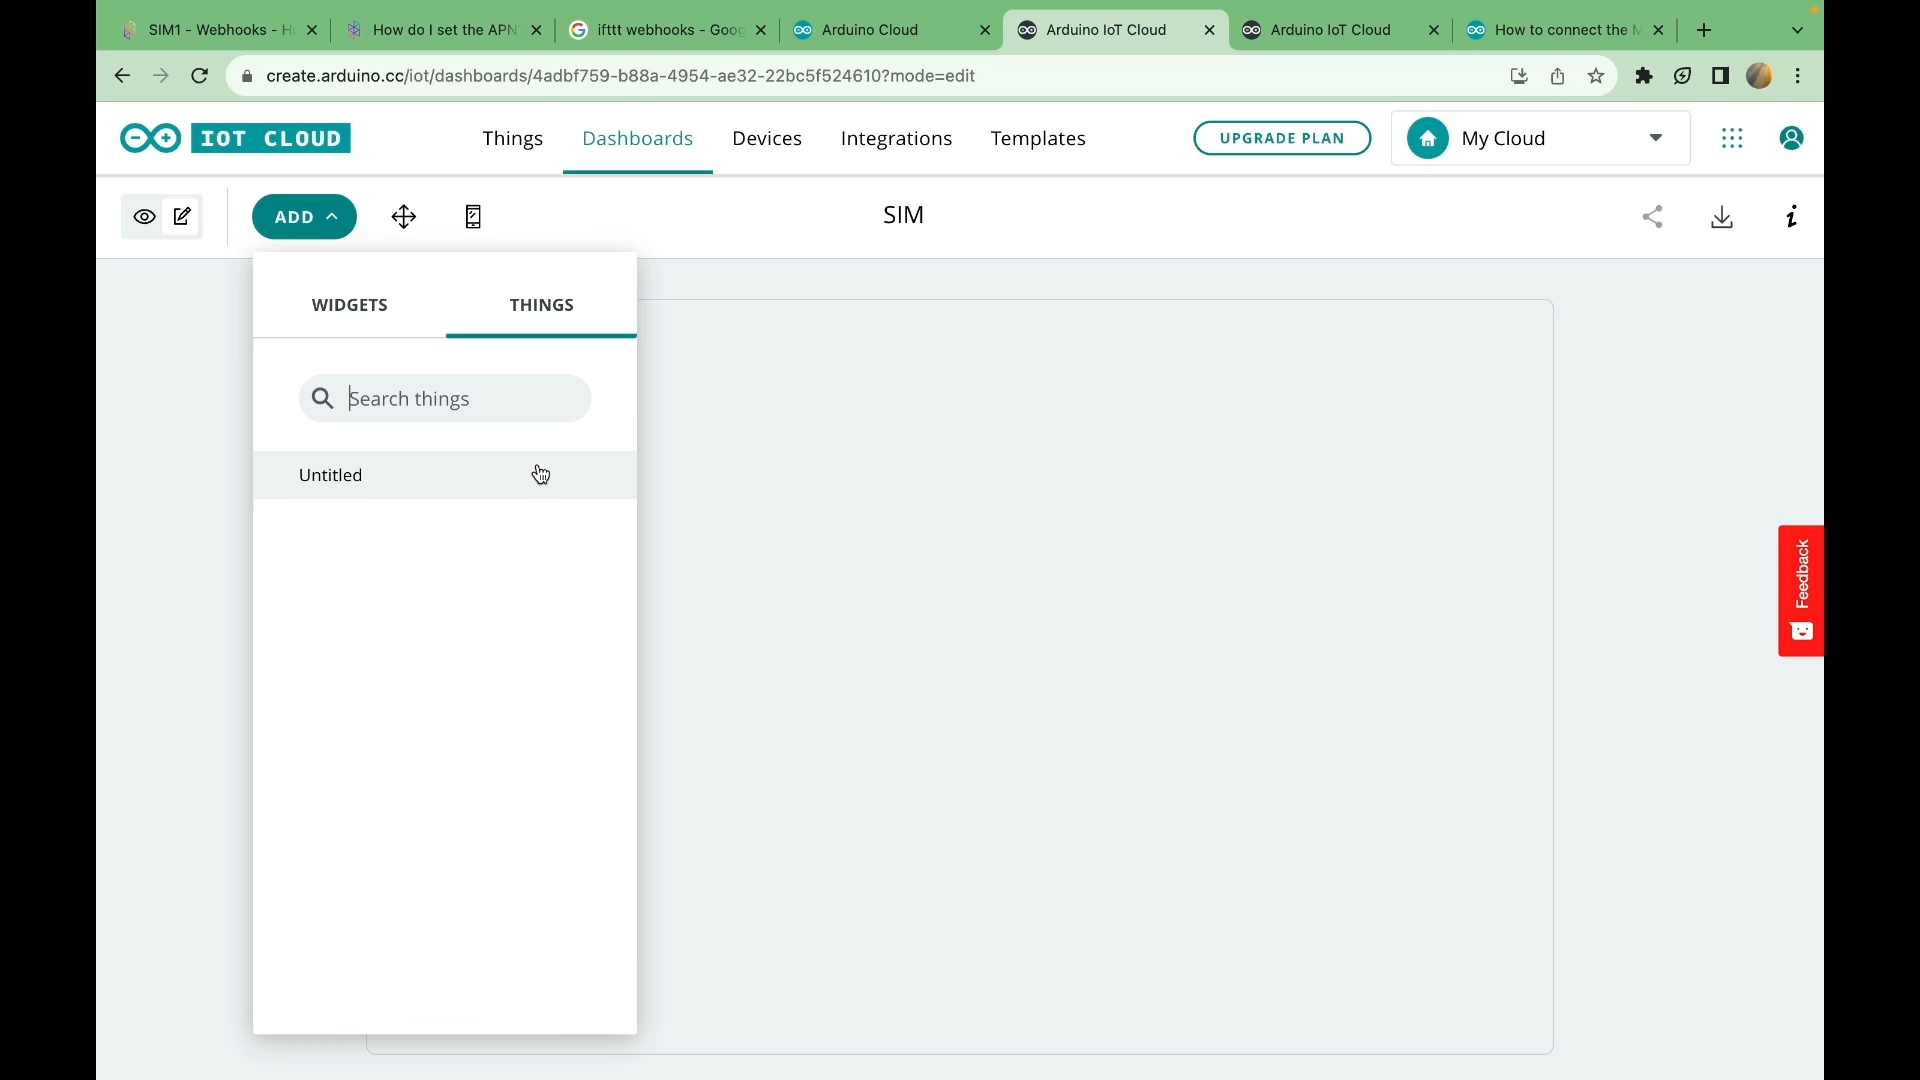 SIM1 - Webhooks - H
How do I set the APN
ifttt webhooks - Goog
Arduino Cloud
Arduino IoT Cloud
Arduino IoT Cloud
How to connect the M
create.arduino.cc/iot/dashboards/4adbf759-b88a-4954-ae32-22bc5f524610?mode=edit
IOT CLOUD
Things
Dashboards
Devices
Integrations
Templates
UPGRADE PLAN
My Cloud
ADD
SIM
WIDGETS
THINGS
Search things
Untitled
Feedback